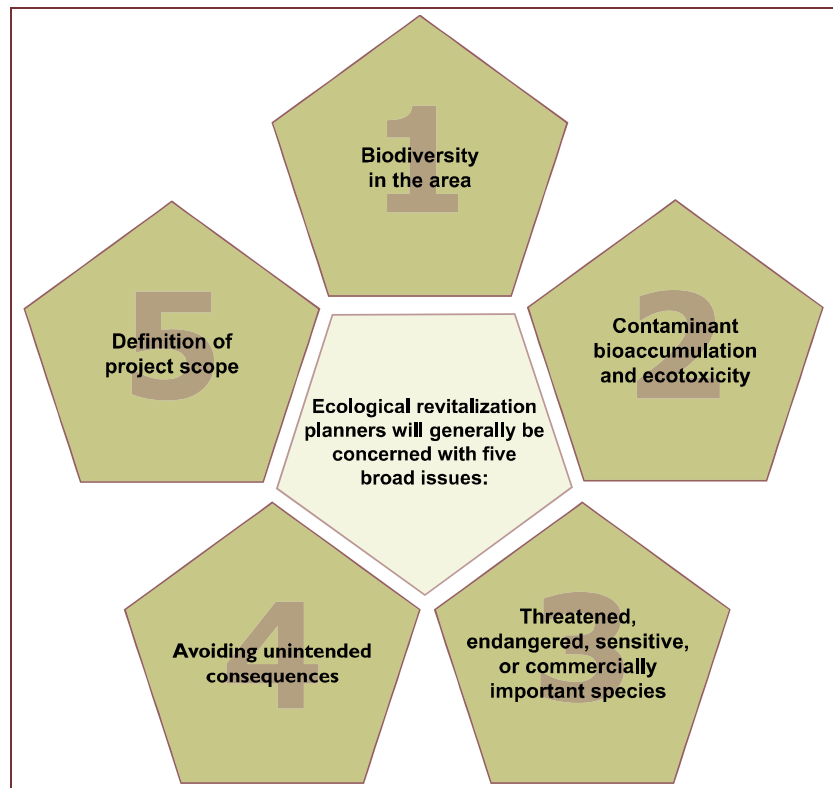 Ecological revitalization
planners will generally be
concerned with five
broad issues:
1
Biodiversity
in the area
2
Contaminant
bioaccumulation
and ecotoxicity
3
Threatened,
endangered, sensitive,
or commercially
important species
4
Avoiding unintended
consequences
5
Definition of
project scope